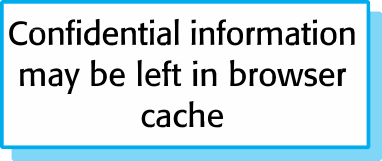 Confidential information
may be left in browser
cache